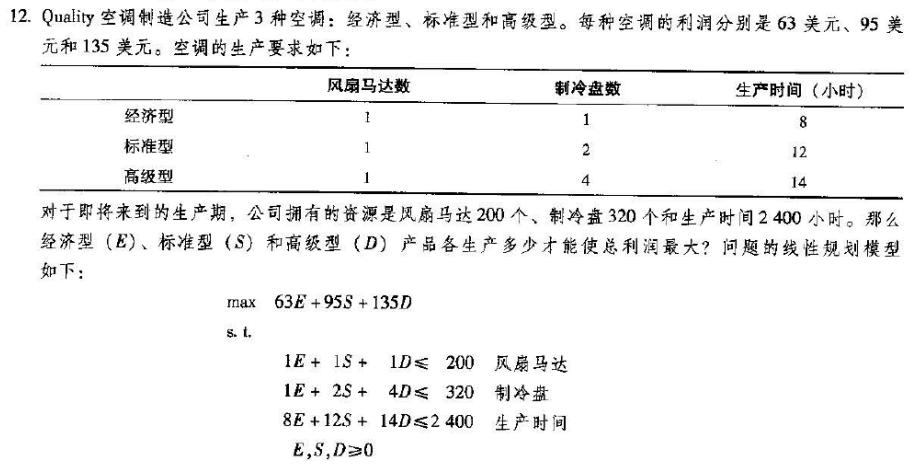 12. Quality 空调制造公司生产 3 种空调：经济型、标准型和高级型。每种空调的利润分别是 63 美元、95 美
元和 135 美元。空调的生产要求如下：
风扇马达数 制冷盘数 生产时间（小时）
经济型 1 1 8
标准型 1 2 12
高级型 1 4 14
对于即将来到的生产期，公司拥有的资源是风扇马达 200 个、制冷盘 320 个和生产时间 2 400 小时。那么
经济型（E）、标准型（S）和高级型（D）产品各生产多少才能使总利润最大？问题的线性规划模型
如下：
max 63E+95S+135D
s. t.
1E+ 1S+ 1D≤ 200 风扇马达
1E+ 2S+ 4D≤ 320 制冷盘
8E+12S+ 14D≤2 400 生产时间
E,S,D≥0